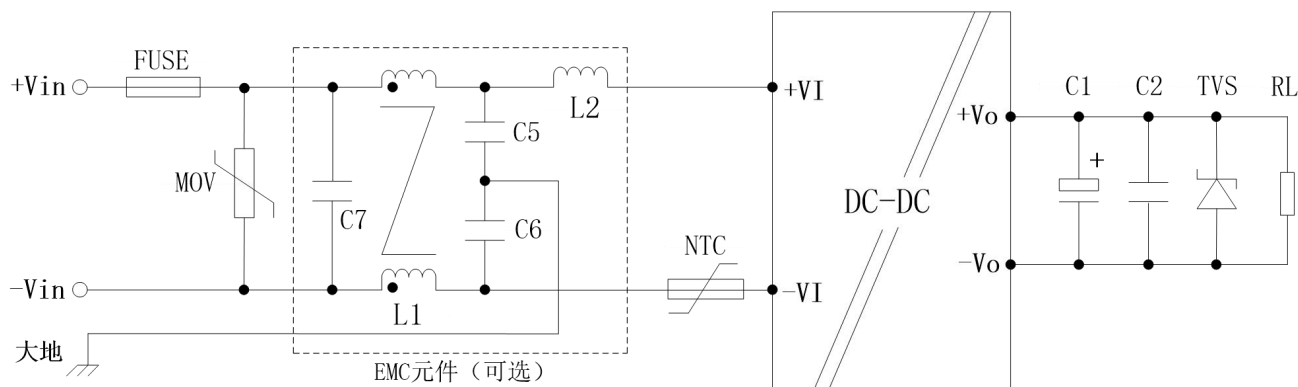 FUSE
+Vin
MOV
C7
C5
C6
L2
L1
NTC
-Vin
大地
EMC元件（可选）
+VI
-VI
DC-DC
+Vo
-Vo
C1
+
C2
TVS
RL